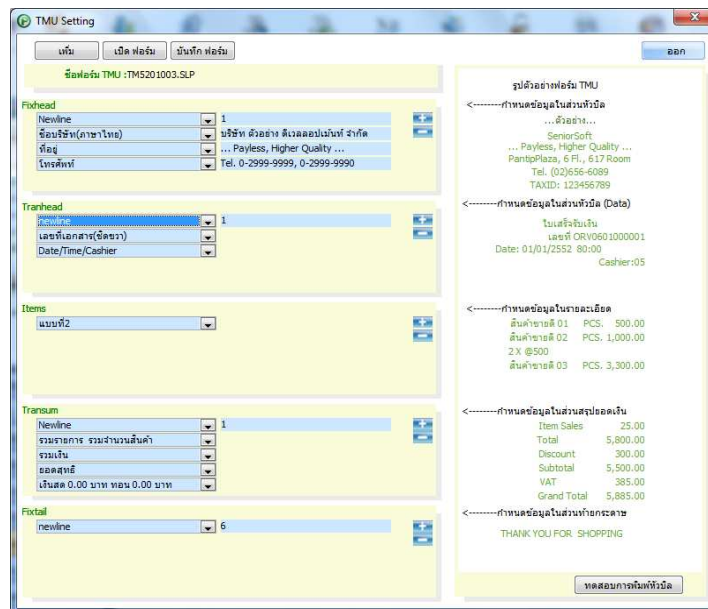 TMU Setting
เพิ่ม
เปิด ฟอร์ม
บันทึก ฟอร์ม
ออก
ชื่อฟอร์ม TMU :TM5201003.SLP
Fixhead
Newline 1
ชื่อบริษัท(ภาษาไทย) บริษัท ตัวอย่าง ดีเวลลอปเม้นท์ จำกัด
ที่อยู่ ... Payless, Higher Quality ...
โทรศัพท์ Tel. 0-2999-9999, 0-2999-9990
Tranhead
newline 1
เลขที่เอกสาร(ชิดขวา)
Date/Time/Cashier
Items
แบบที่2
Transum
Newline 1
รวมรายการ รวมจำนวนสินค้า
รวมเงิน
ยอดสุทธิ
เงินสด 0.00 บาท ทอน 0.00 บาท
Fixtail
newline 6
รูปตัวอย่างฟอร์ม TMU
<--------กำหนดข้อมูลในส่วนหัวบิล
...ตัวอย่าง...
SeniorSoft
... Payless, Higher Quality ...
PantipPlaza, 6 Fl., 617 Room
Tel. (02)656-6089
TAXID: 123456789
<--------กำหนดข้อมูลในส่วนหัวบิล (Data)
ใบเสร็จรับเงิน
เลขที่ ORV0601000001
Date: 01/01/2552 80:00
Cashier:05
<--------กำหนดข้อมูลในรายละเอียด
สินค้าขายดี 01 PCS. 500.00
สินค้าขายดี 02 PCS. 1,000.00
2 X @500
สินค้าขายดี 03 PCS. 3,300.00
<--------กำหนดข้อมูลในส่วนสรุปยอดเงิน
Item Sales 25.00
Total 5,800.00
Discount 300.00
Subtotal 5,500.00
VAT 385.00
Grand Total 5,885.00
<--------กำหนดข้อมูลในส่วนท้ายกระดาษ
THANK YOU FOR SHOPPING
ทดสอบการพิมพ์หัวบิล